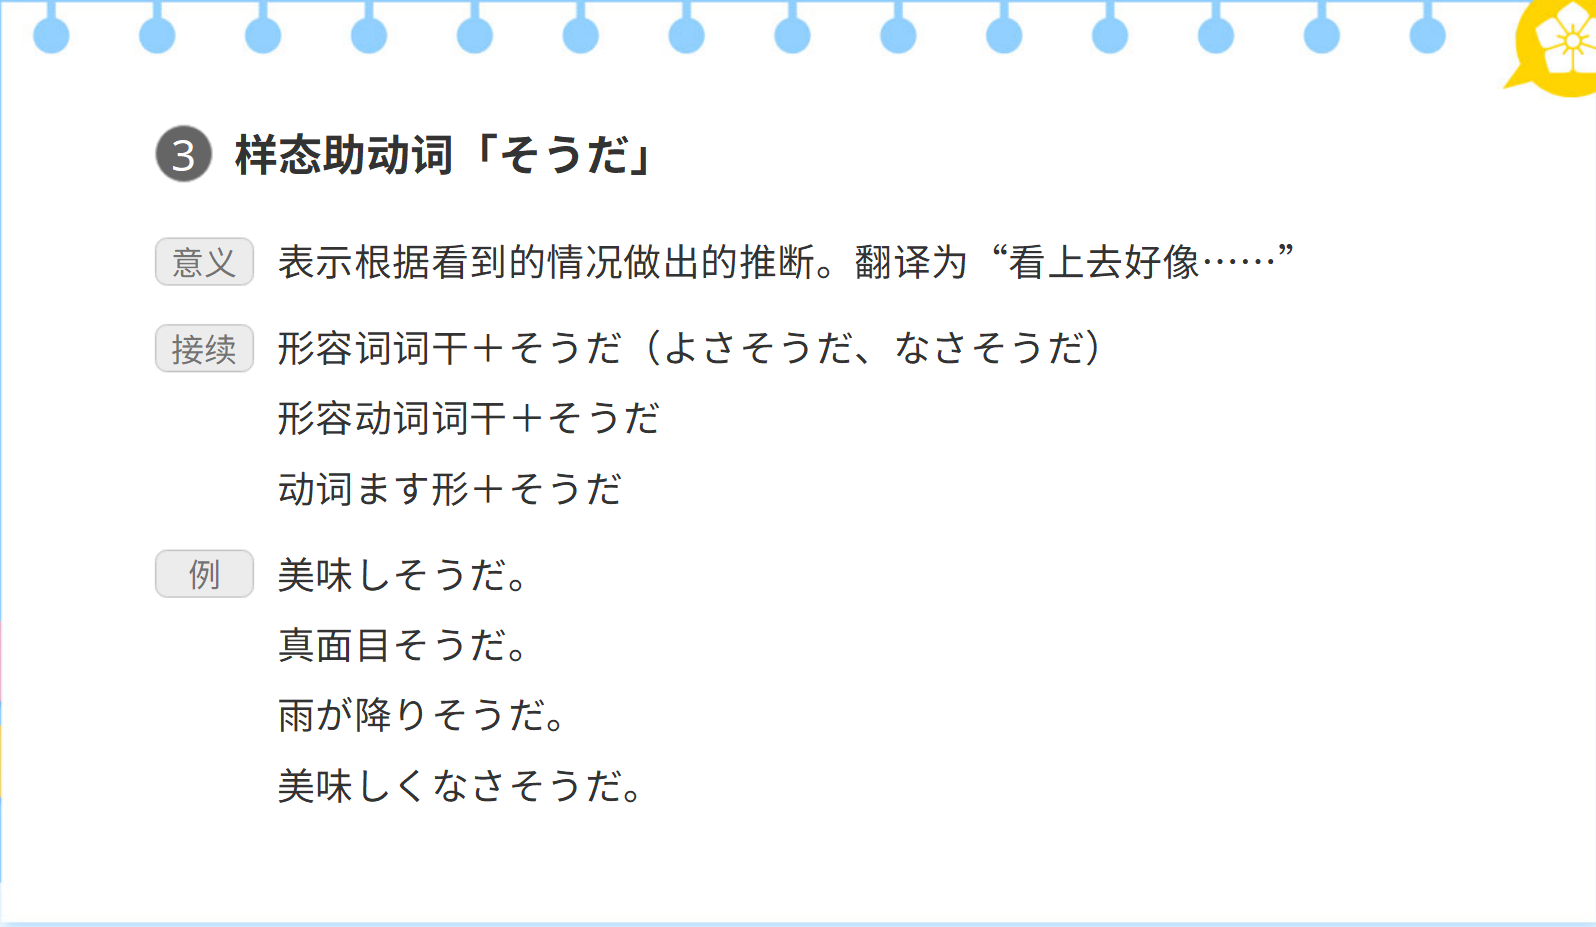 3 样态助动词「そうだ」
意义 表示根据看到的情况做出的推断。翻译为“看上去好像……”
接续 形容词词干＋そうだ（よさそうだ、なさそうだ）
形容动词词干＋そうだ
动词ます形＋そうだ
例 美味しそうだ。
真面目そうだ。
雨が降りそうだ。
美味しくなさそうだ。